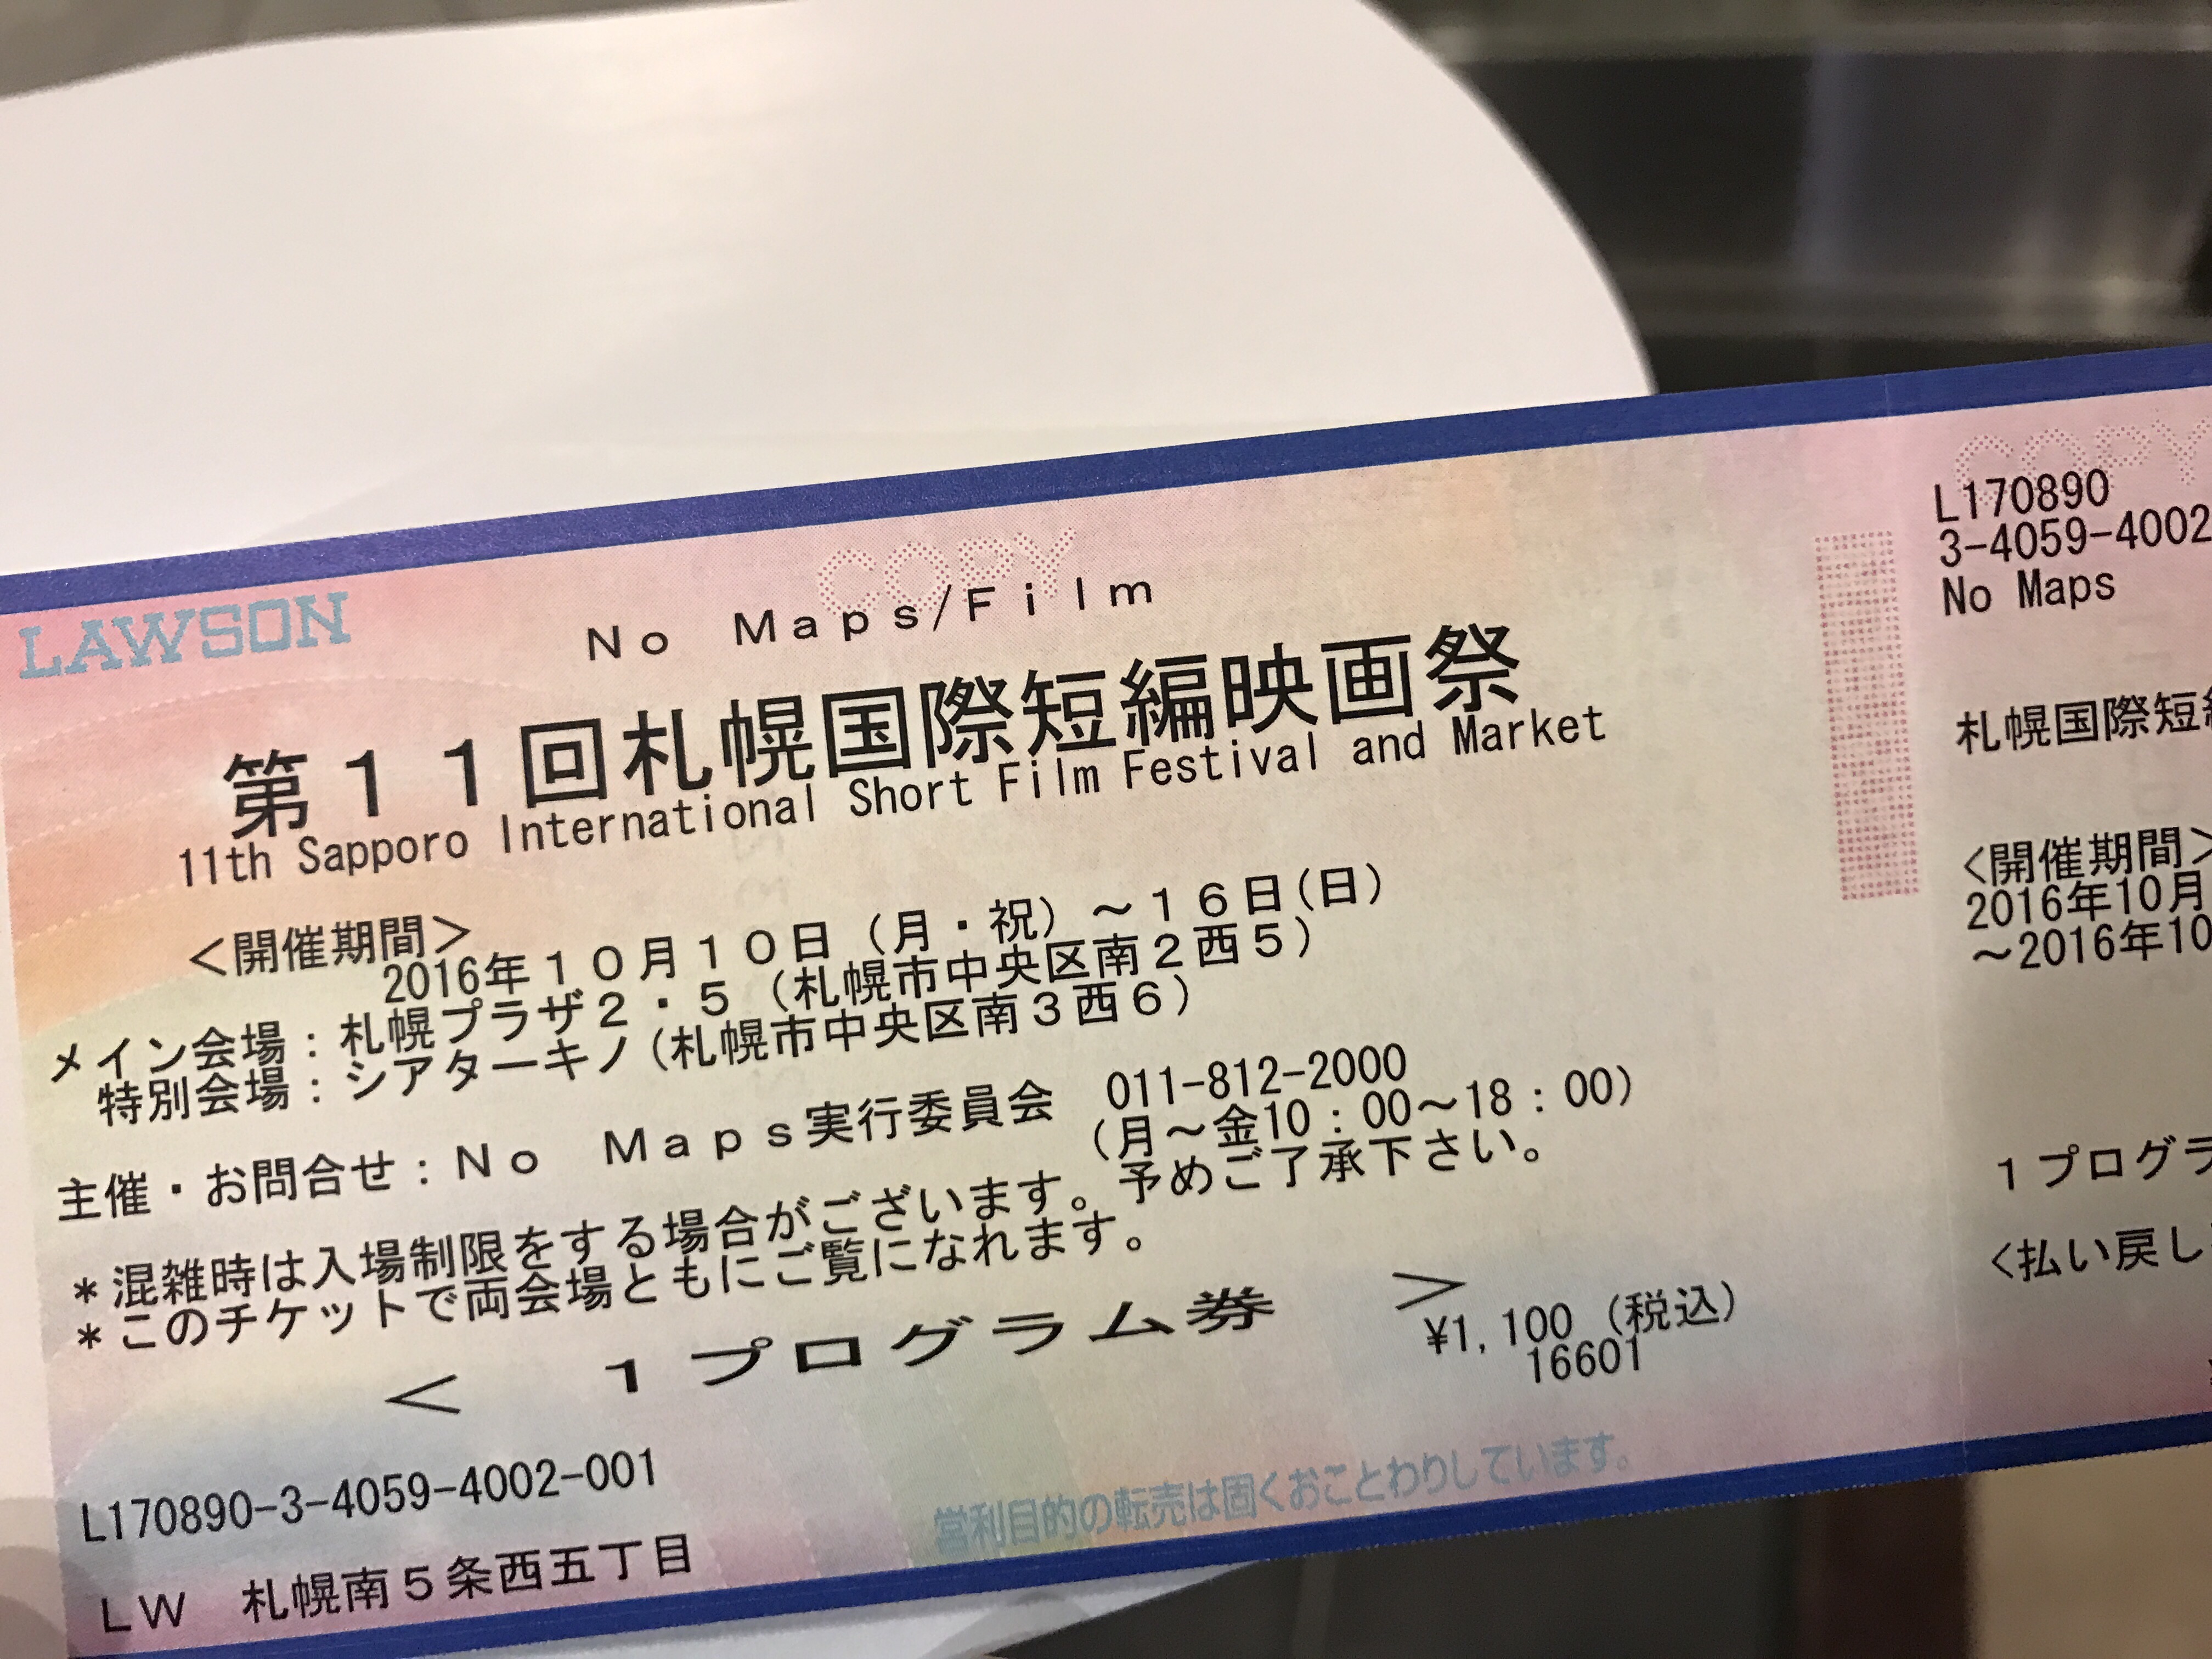 LAWSON
COPY
No Maps/Film
第11回札幌国際短編映画祭
11th Sapporo International Short Film Festival and Market
<開催期間>
2016年10月10日(月・祝)～16日(日)
メイン会場:札幌プラザ2・5(札幌市中央区南2西5)
特別会場:シアターキノ(札幌市中央区南3西6)
主催・お問合せ:No Maps実行委員会 011-812-2000
(月～金10:00～18:00)
*混雑時は入場制限をする場合がございます。予めご了承下さい。
*このチケットで両会場ともにご覧になれます。
< 1プログラム券 >
¥1,100(税込)
16601
L170890-3-4059-4002-001
営利目的の転売は固くおことわりしています。
LW 札幌南5条西五丁目
COPY
L170890
3-4059-4002
No Maps
札幌国際短
<開催期間>
2016年10月
～2016年10
1プログラ
<払い戻し